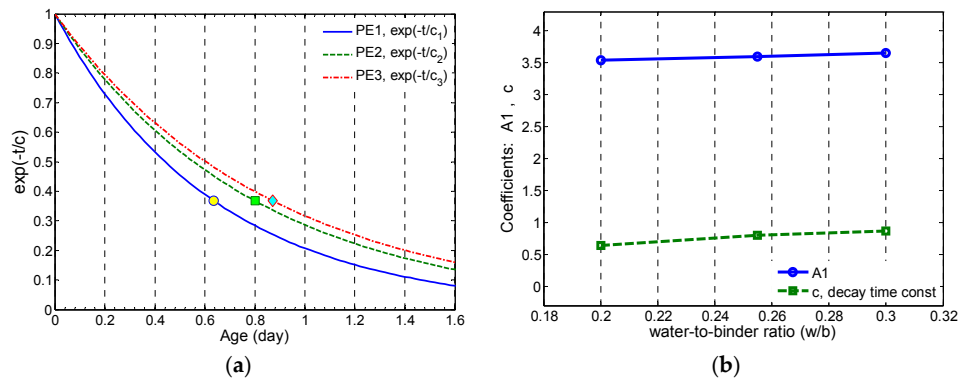 PE1, exp(-t/c1)
PE2, exp(-t/c2)
PE3, exp(-t/c3)
exp(-t/c)
1
0.9
0.8
0.7
0.6
0.5
0.4
0.3
0.2
0.1
0
0 0.2 0.4 0.6 0.8 1 1.2 1.4 1.6
Age (day)
(a)
Coefficients: A1 , c
4
3.5
3
2.5
2
1.5
1
0.5
0
A1
c, decay time const
0.18 0.2 0.22 0.24 0.26 0.28 0.3 0.32
water-to-binder ratio (w/b)
(b)